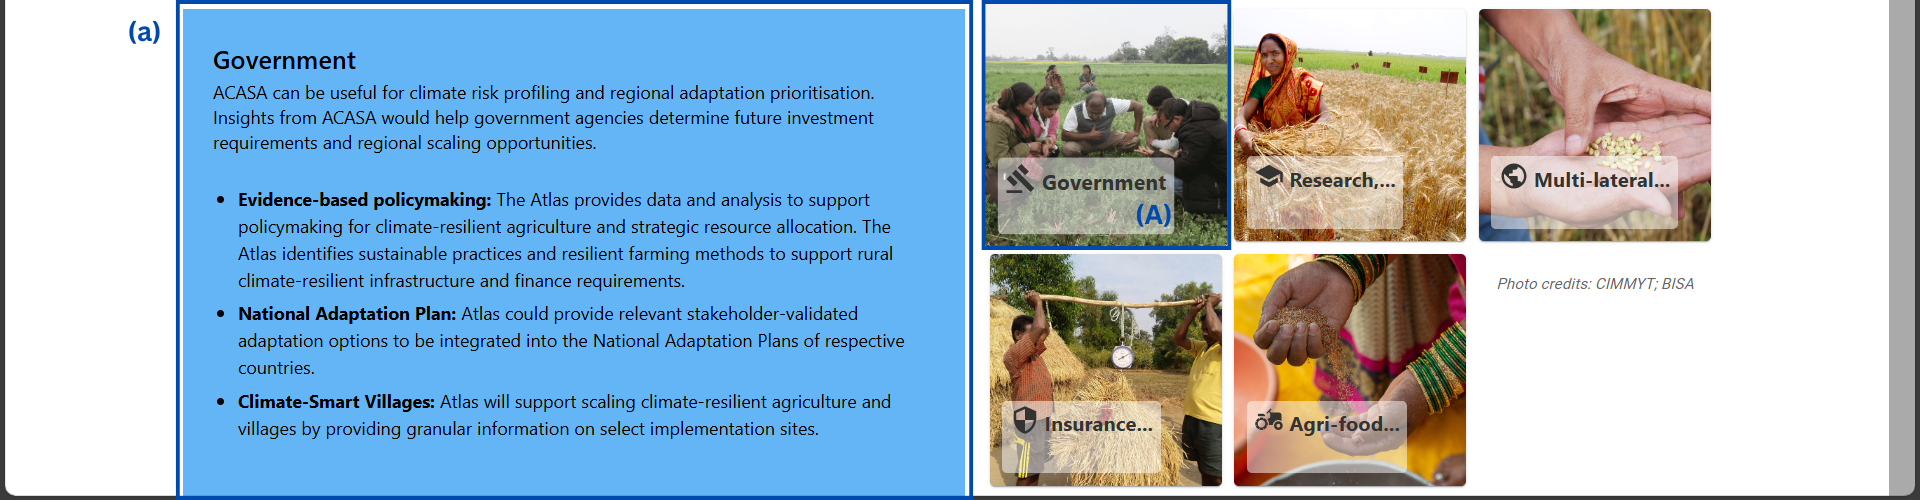 (a)
Government
ACASA can be useful for climate risk profiling and regional adaptation prioritisation.
Insights from ACASA would help government agencies determine future investment
requirements and regional scaling opportunities.
• Evidence-based policymaking: The Atlas provides data and analysis to support
policymaking for climate-resilient agriculture and strategic resource allocation. The
Atlas identifies sustainable practices and resilient farming methods to support rural
climate-resilient infrastructure and finance requirements.
• National Adaptation Plan: Atlas could provide relevant stakeholder-validated
adaptation options to be integrated into the National Adaptation Plans of respective
countries.
• Climate-Smart Villages: Atlas will support scaling climate-resilient agriculture and
villages by providing granular information on select implementation sites.
Government
(A)
Research,...
Multi-lateral...
Insurance...
Agri-food...
Photo credits: CIMMYT; BISA